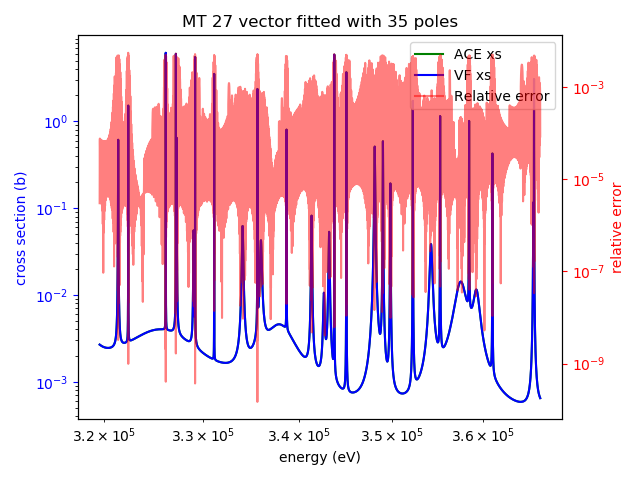 MT 27 vector fitted with 35 poles
ACE xs
VF xs
Relative error
cross section (b)
10⁰
10⁻¹
10⁻²
10⁻³
relative error
10⁻³
10⁻⁵
10⁻⁷
10⁻⁹
3.2 × 10⁵ 3.3 × 10⁵ 3.4 × 10⁵ 3.5 × 10⁵ 3.6 × 10⁵
energy (eV)